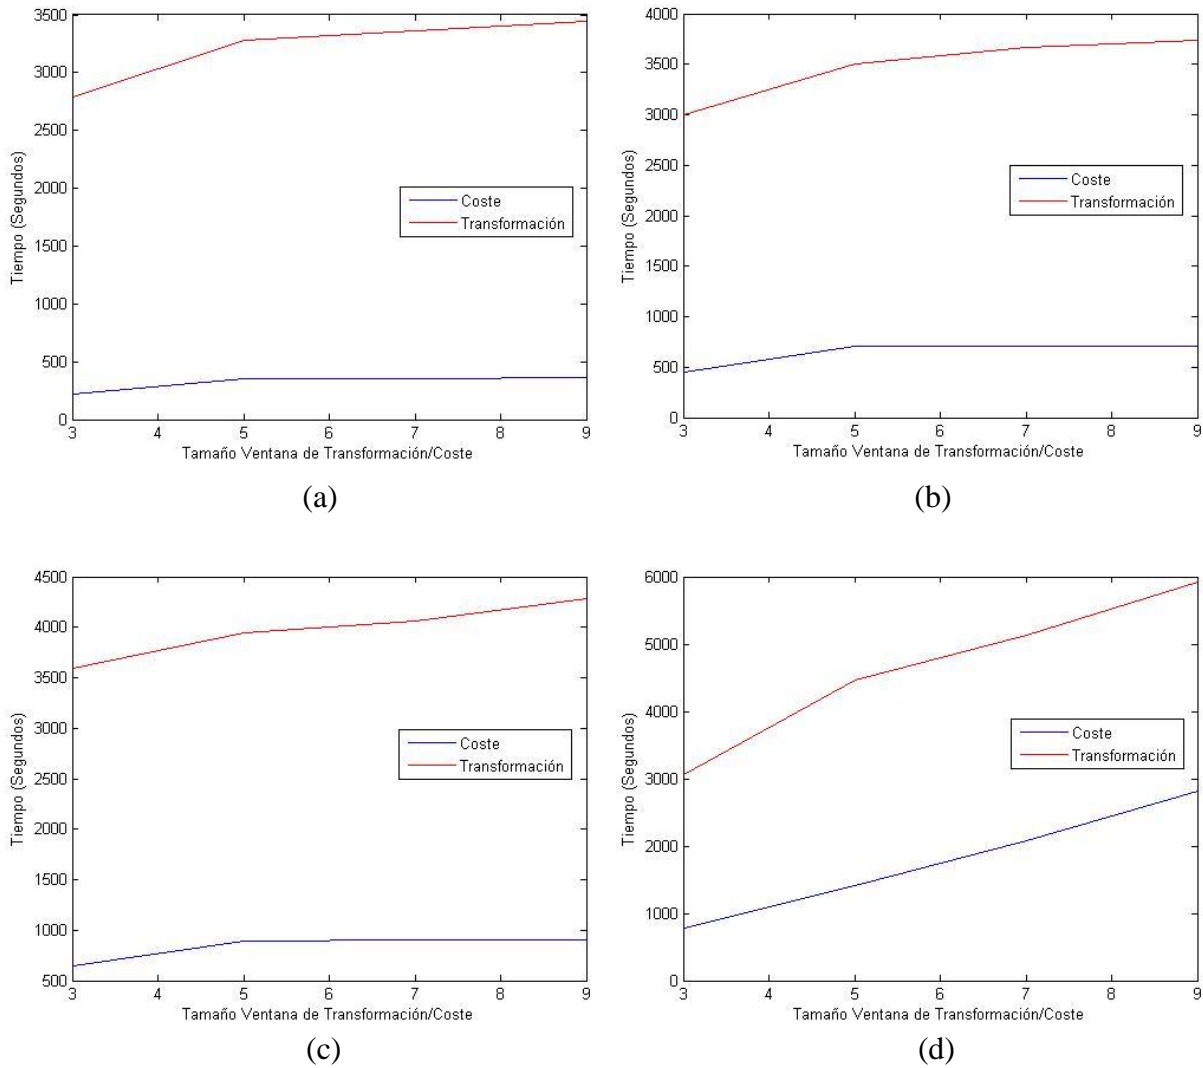 3500
3000
2500
2000
1500
1000
500
0
Tiempo (Segundos)
Coste
Transformación
3 4 5 6 7 8 9
Tamaño Ventana de Transformación/Coste
(a)
4000
3500
3000
2500
2000
1500
1000
500
0
Tiempo (Segundos)
Coste
Transformación
3 4 5 6 7 8 9
Tamaño Ventana de Transformación/Coste
(b)
4500
4000
3500
3000
2500
2000
1500
1000
500
Tiempo (Segundos)
Coste
Transformación
3 4 5 6 7 8 9
Tamaño Ventana de Transformación/Coste
(c)
6000
5000
4000
3000
2000
1000
0
Tiempo (Segundos)
Coste
Transformación
3 4 5 6 7 8 9
Tamaño Ventana de Transformación/Coste
(d)